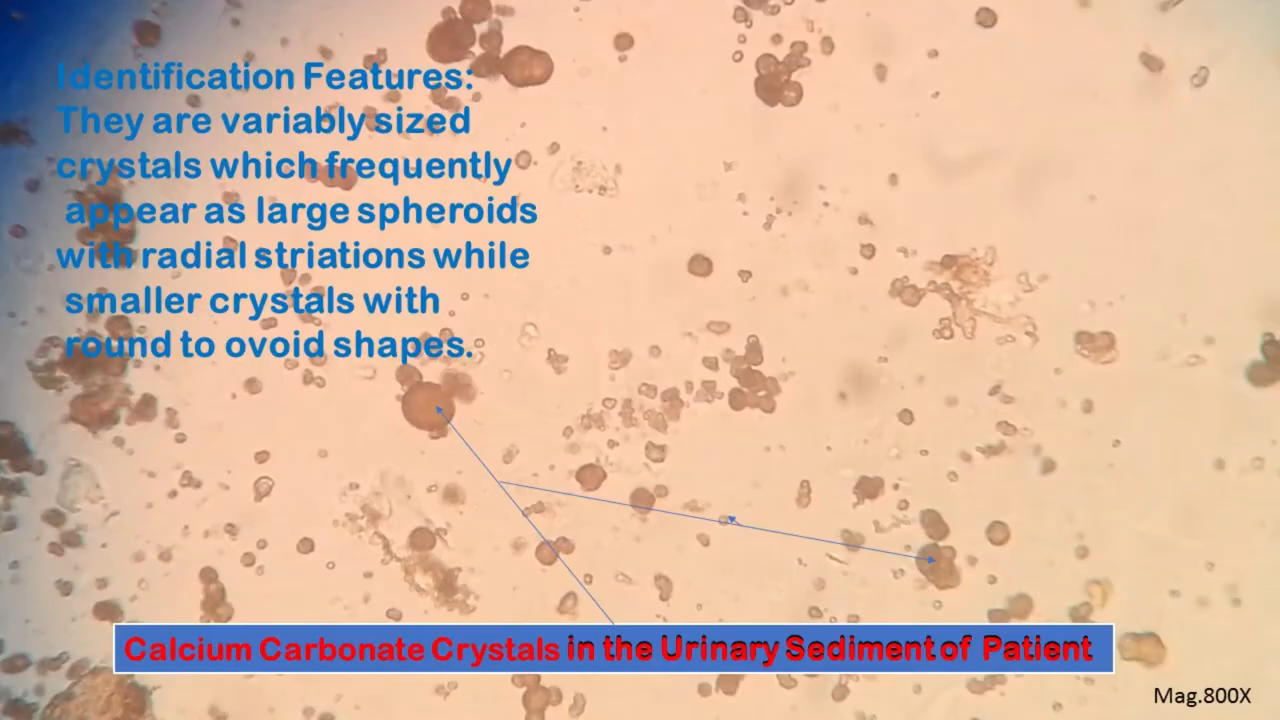 Identification Features:
They are variably sized
crystals which frequently
appear as large spheroids
with radial striations while
smaller crystals with
round to ovoid shapes.
Calcium Carbonate Crystals in the Urinary Sediment of Patient
Mag.800X